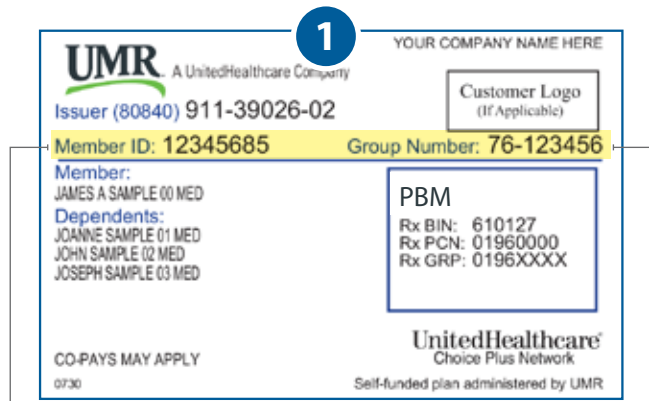 1
YOUR COMPANY NAME HERE
UMR A UnitedHealthcare Company
Customer Logo
(If Applicable)
Issuer (80840) 911-39026-02
Member ID: 12345685 Group Number: 76-123456
Member:
JAMES A SAMPLE 00 MED
Dependents:
JOANNE SAMPLE 01 MED
JOHN SAMPLE 02 MED
JOSEPH SAMPLE 03 MED
PBM
Rx BIN: 610127
Rx PCN: 01960000
Rx GRP: 0196XXXX
UnitedHealthcare
Choice Plus Network
CO-PAYS MAY APPLY
0730
Self-funded plan administered by UMR